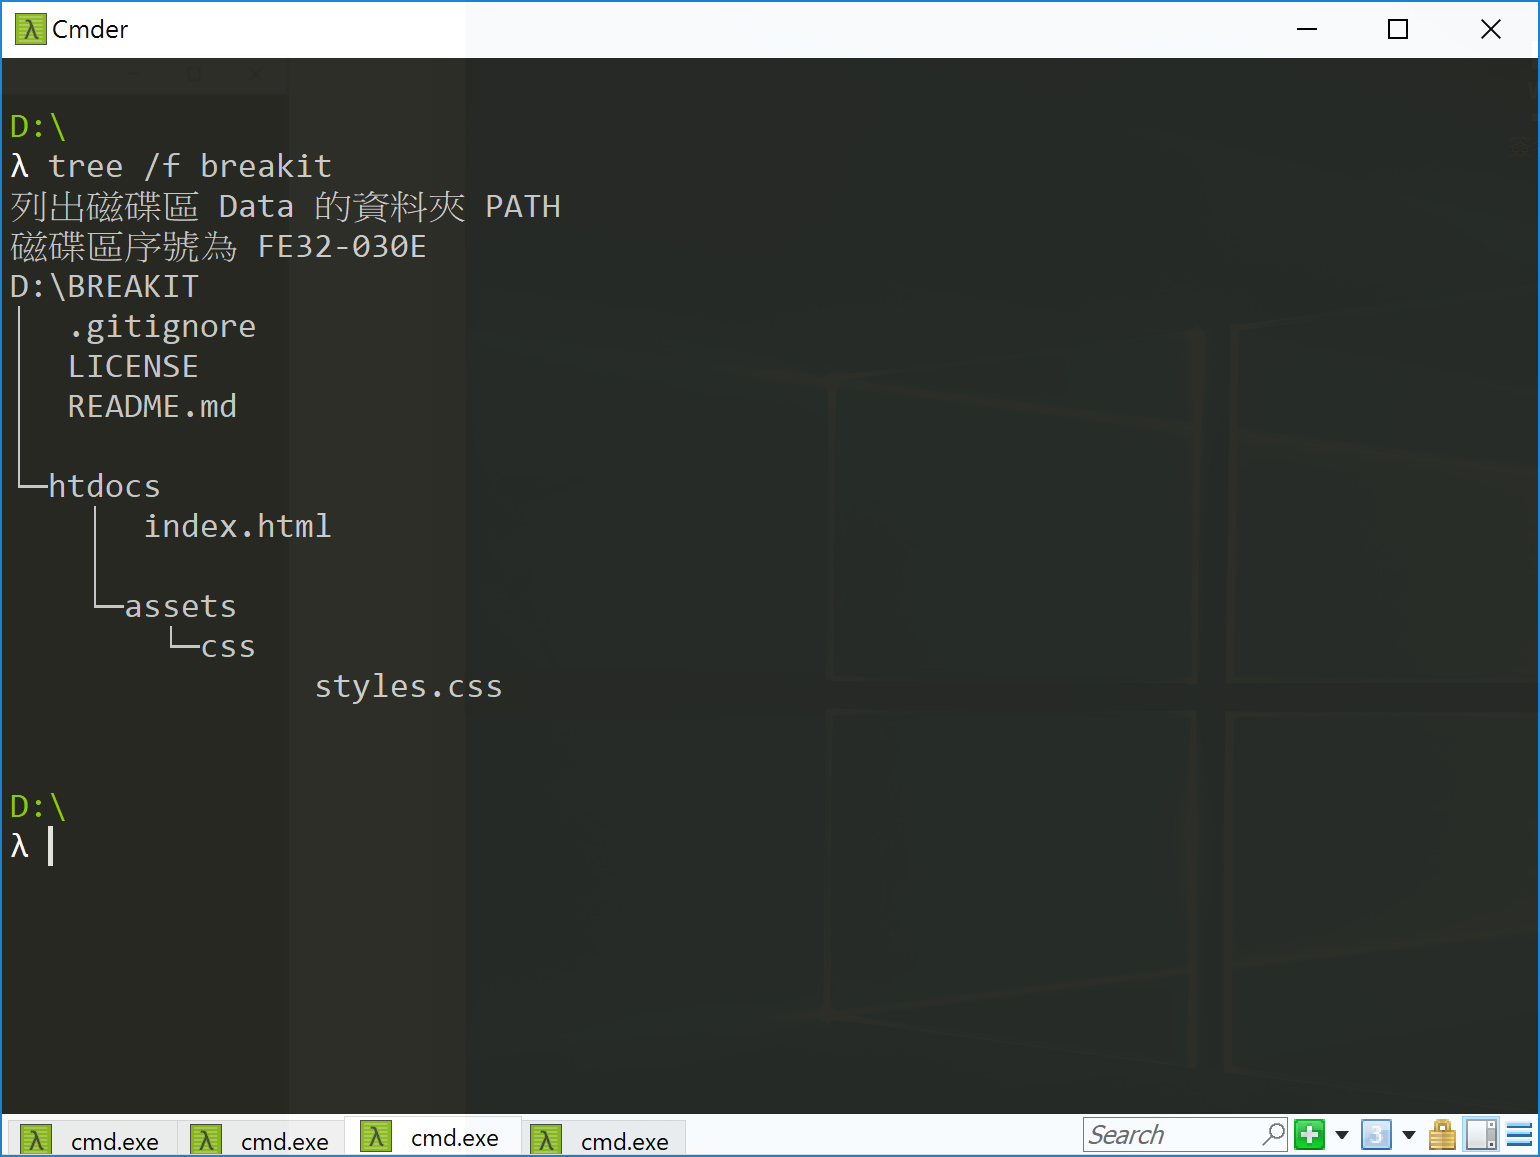 Cmder
D:\
λ tree /f breakit
列出磁碟區 Data 的資料夾 PATH
磁碟區序號為 FE32-030E
D:\BREAKIT
│   .gitignore
│   LICENSE
│   README.md
│
└─htdocs
    │   index.html
    │
    └─assets
        └─css
                styles.css
D:\
λ
cmd.exe cmd.exe cmd.exe cmd.exe Search 3